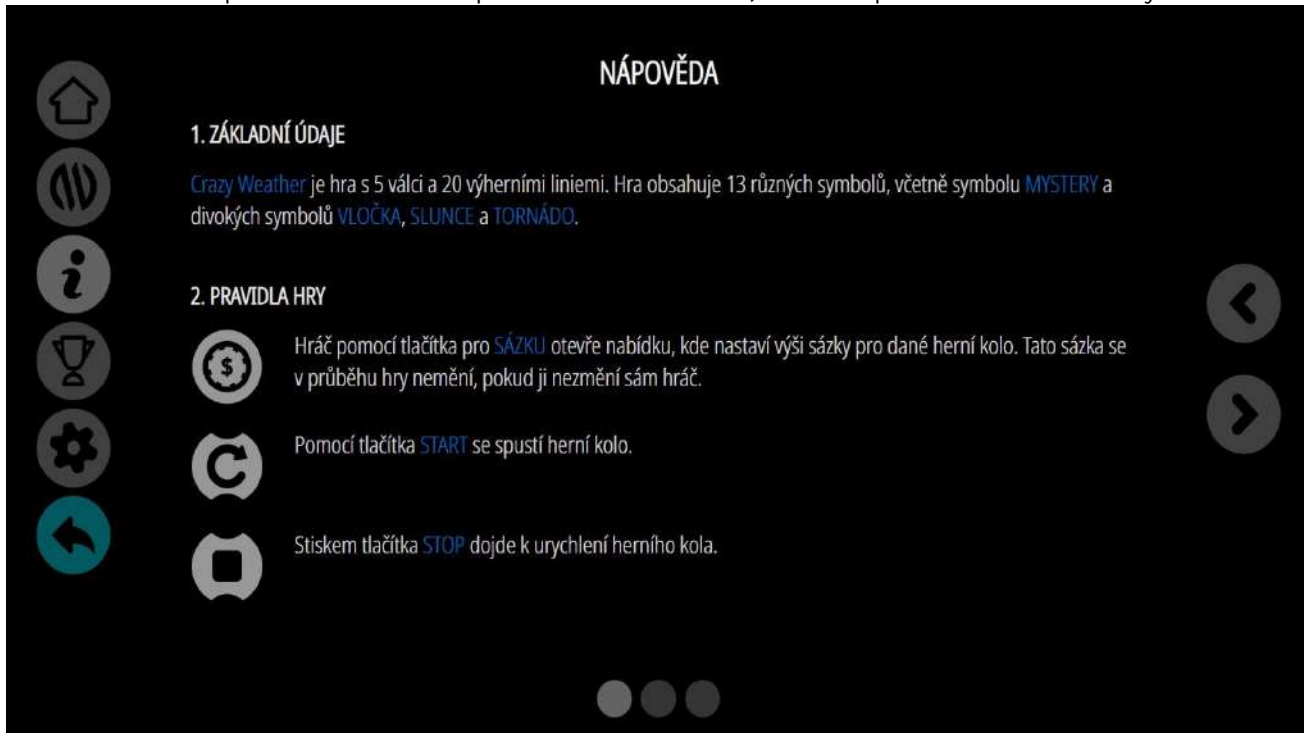 NÁPOVĚDA
1. ZÁKLADNÍ ÚDAJE
Crazy Weather je hra s 5 válci a 20 výherními liniemi. Hra obsahuje 13 různých symbolů, včetně symbolu MYSTERY a
divokých symbolů VLOČKA, SLUNCE a TORNÁDO.
2. PRAVIDLA HRY
Hráč pomocí tlačítka pro SÁZKU otevře nabídku, kde nastaví výši sázky pro dané herní kolo. Tato sázka se
v průběhu hry nemění, pokud ji nezmění sám hráč.
Pomocí tlačítka START se spustí herní kolo.
Stiskem tlačítka STOP dojde k urychlení herního kola.